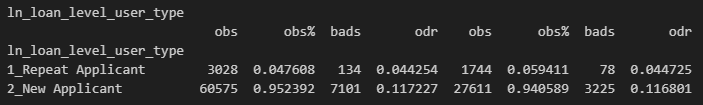 ln_loan_level_user_type
obs obs% bads odr obs obs% bads odr
ln_loan_level_user_type
1_Repeat Applicant 3028 0.047608 134 0.044254 1744 0.059411 78 0.044725
2_New Applicant 60575 0.952392 7101 0.117227 27611 0.940589 3225 0.116801